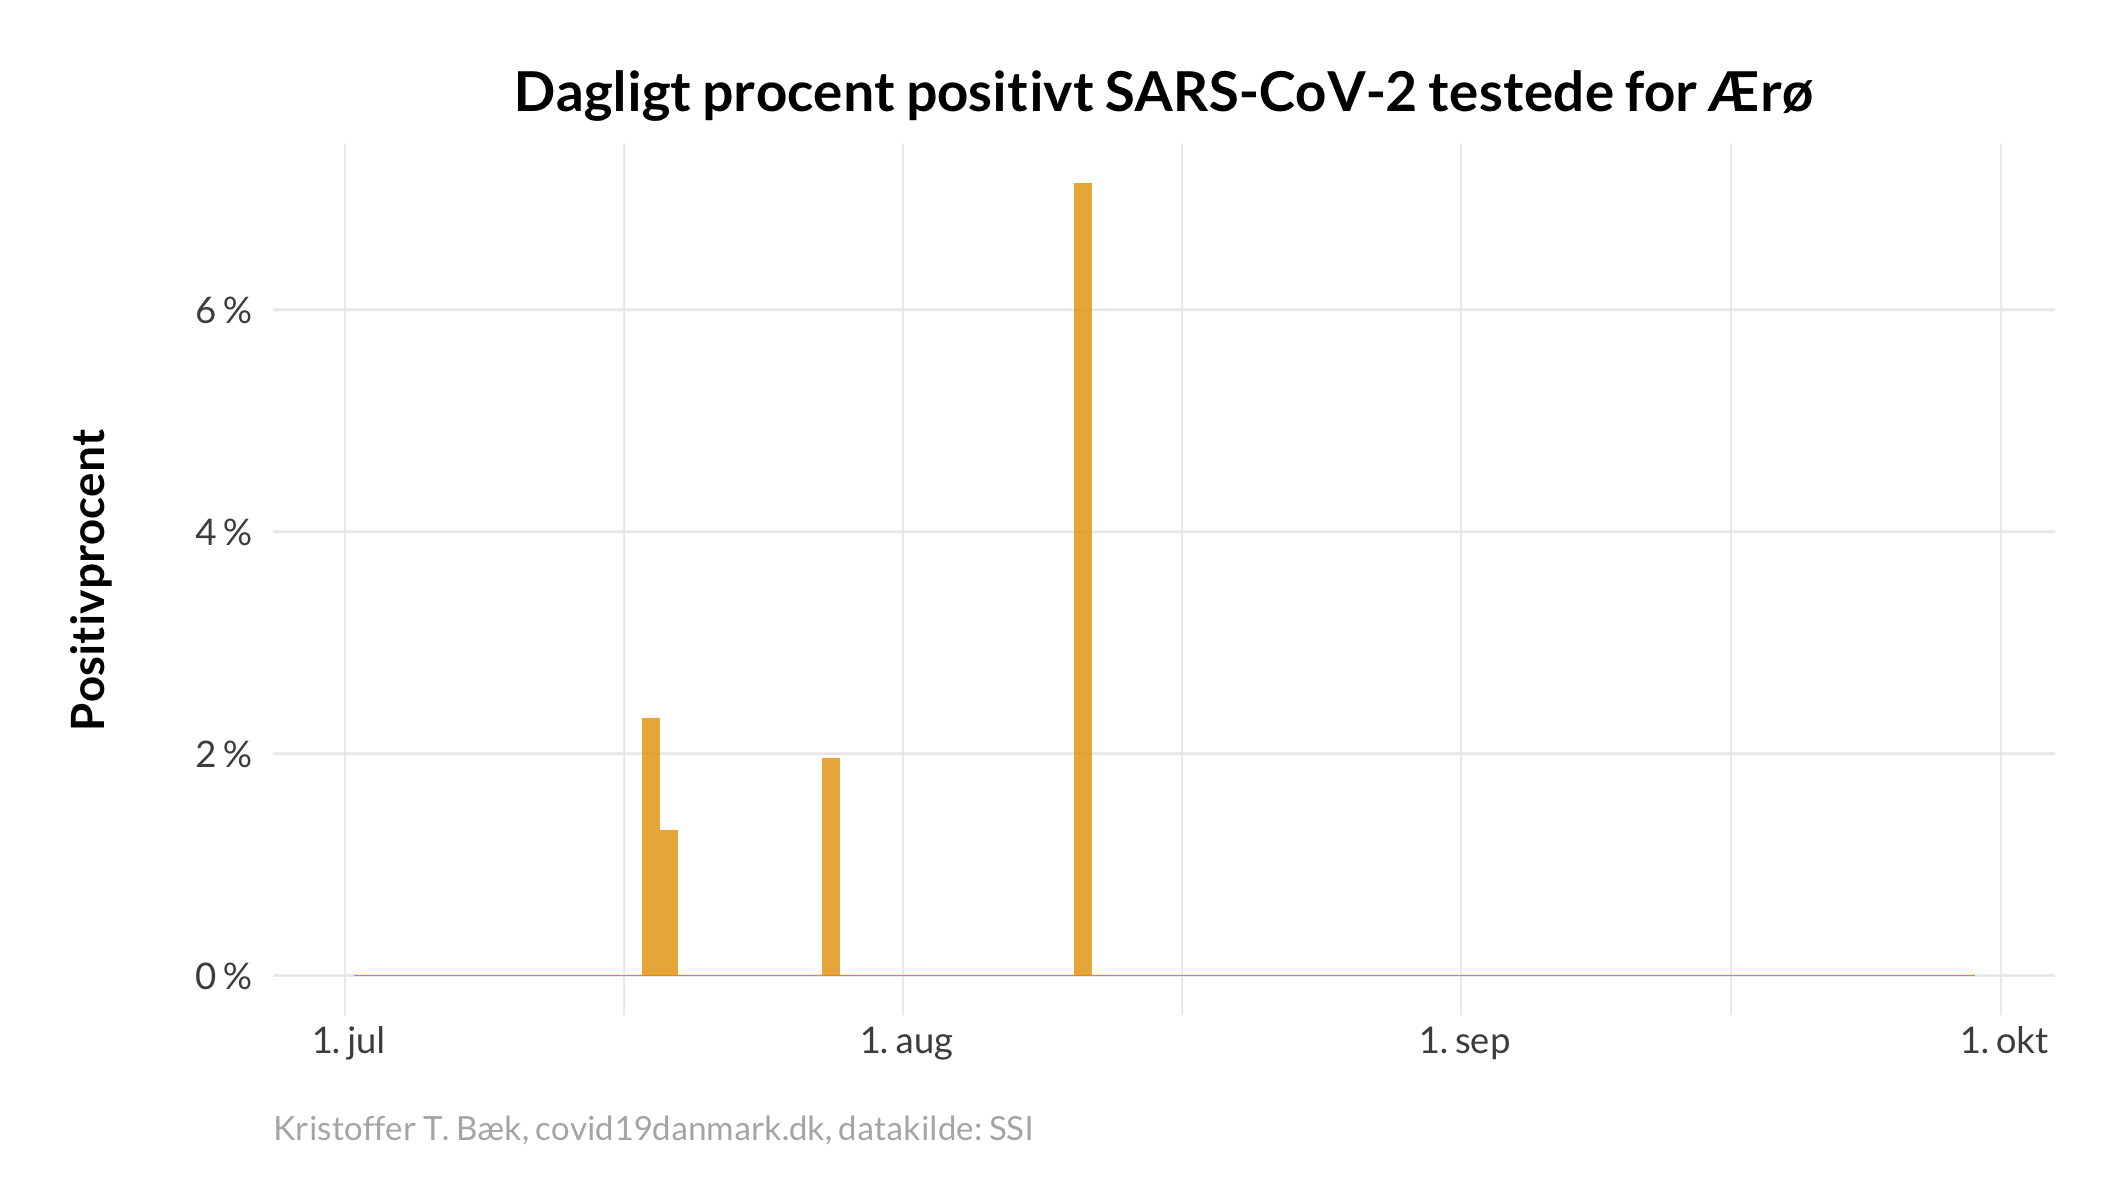 Dagligt procent positivt SARS-CoV-2 testede for Ærø
Positivprocent
6 %
4 %
2 %
0 %
1. jul
1. aug
1. sep
1. okt
Kristoffer T. Bæk, covid19danmark.dk, datakilde: SSI